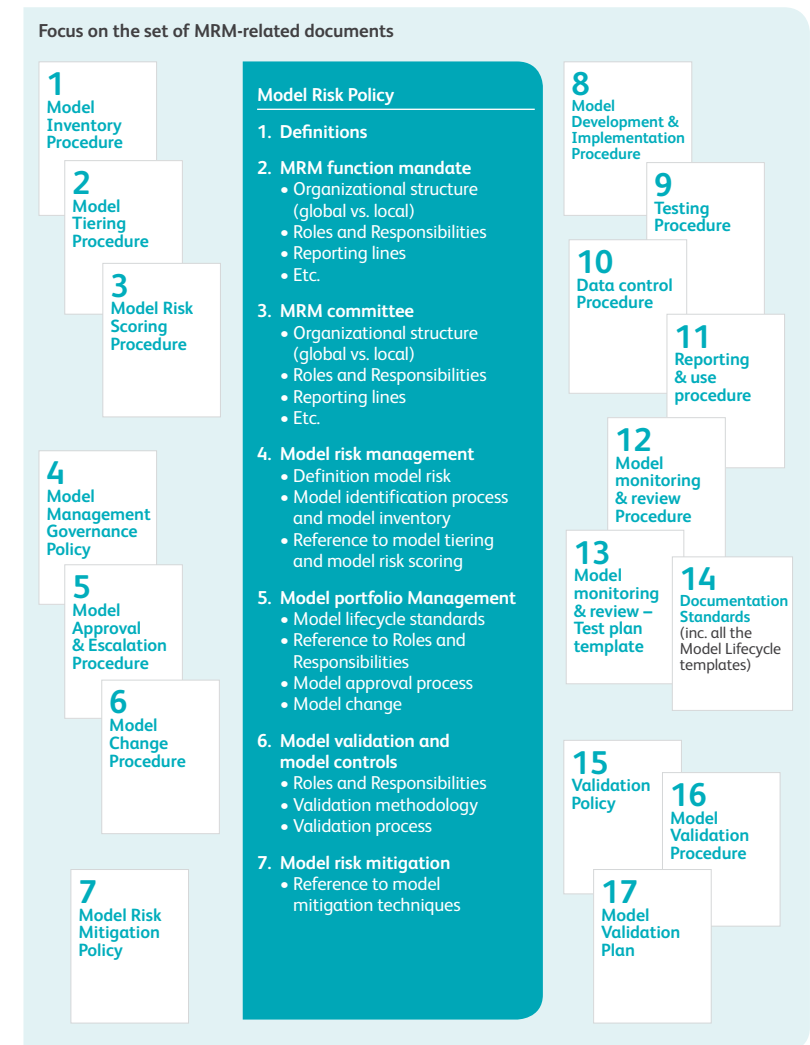 Focus on the set of MRM-related documents
1
Model
Inventory
Procedure
2
Model
Tiering
Procedure
3
Model Risk
Scoring
Procedure
4
Model
Management
Governance
Policy
5
Model
Approval
& Escalation
Procedure
6
Model
Change
Procedure
7
Model Risk
Mitigation
Policy
Model Risk Policy
1. Definitions
2. MRM function mandate
• Organizational structure
(global vs. local)
• Roles and Responsibilities
• Reporting lines
• Etc.
3. MRM committee
• Organizational structure
(global vs. local)
• Roles and Responsibilities
• Reporting lines
• Etc.
4. Model risk management
• Definition model risk
• Model identification process
and model inventory
• Reference to model tiering
and model risk scoring
5. Model portfolio Management
• Model lifecycle standards
• Reference to Roles and
Responsibilities
• Model approval process
• Model change
6. Model validation and
model controls
• Roles and Responsibilities
• Validation methodology
• Validation process
7. Model risk mitigation
• Reference to model
mitigation techniques
8
Model
Development &
Implementation
Procedure
9
Testing
Procedure
10
Data control
Procedure
11
Reporting
& use
procedure
12
Model
monitoring
& review
Procedure
13
Model
monitoring
& review –
Test plan
template
14
Documentation
Standards
(inc. all the
Model Lifecycle
templates)
15
Validation
Policy
16
Model
Validation
Procedure
17
Model
Validation
Plan